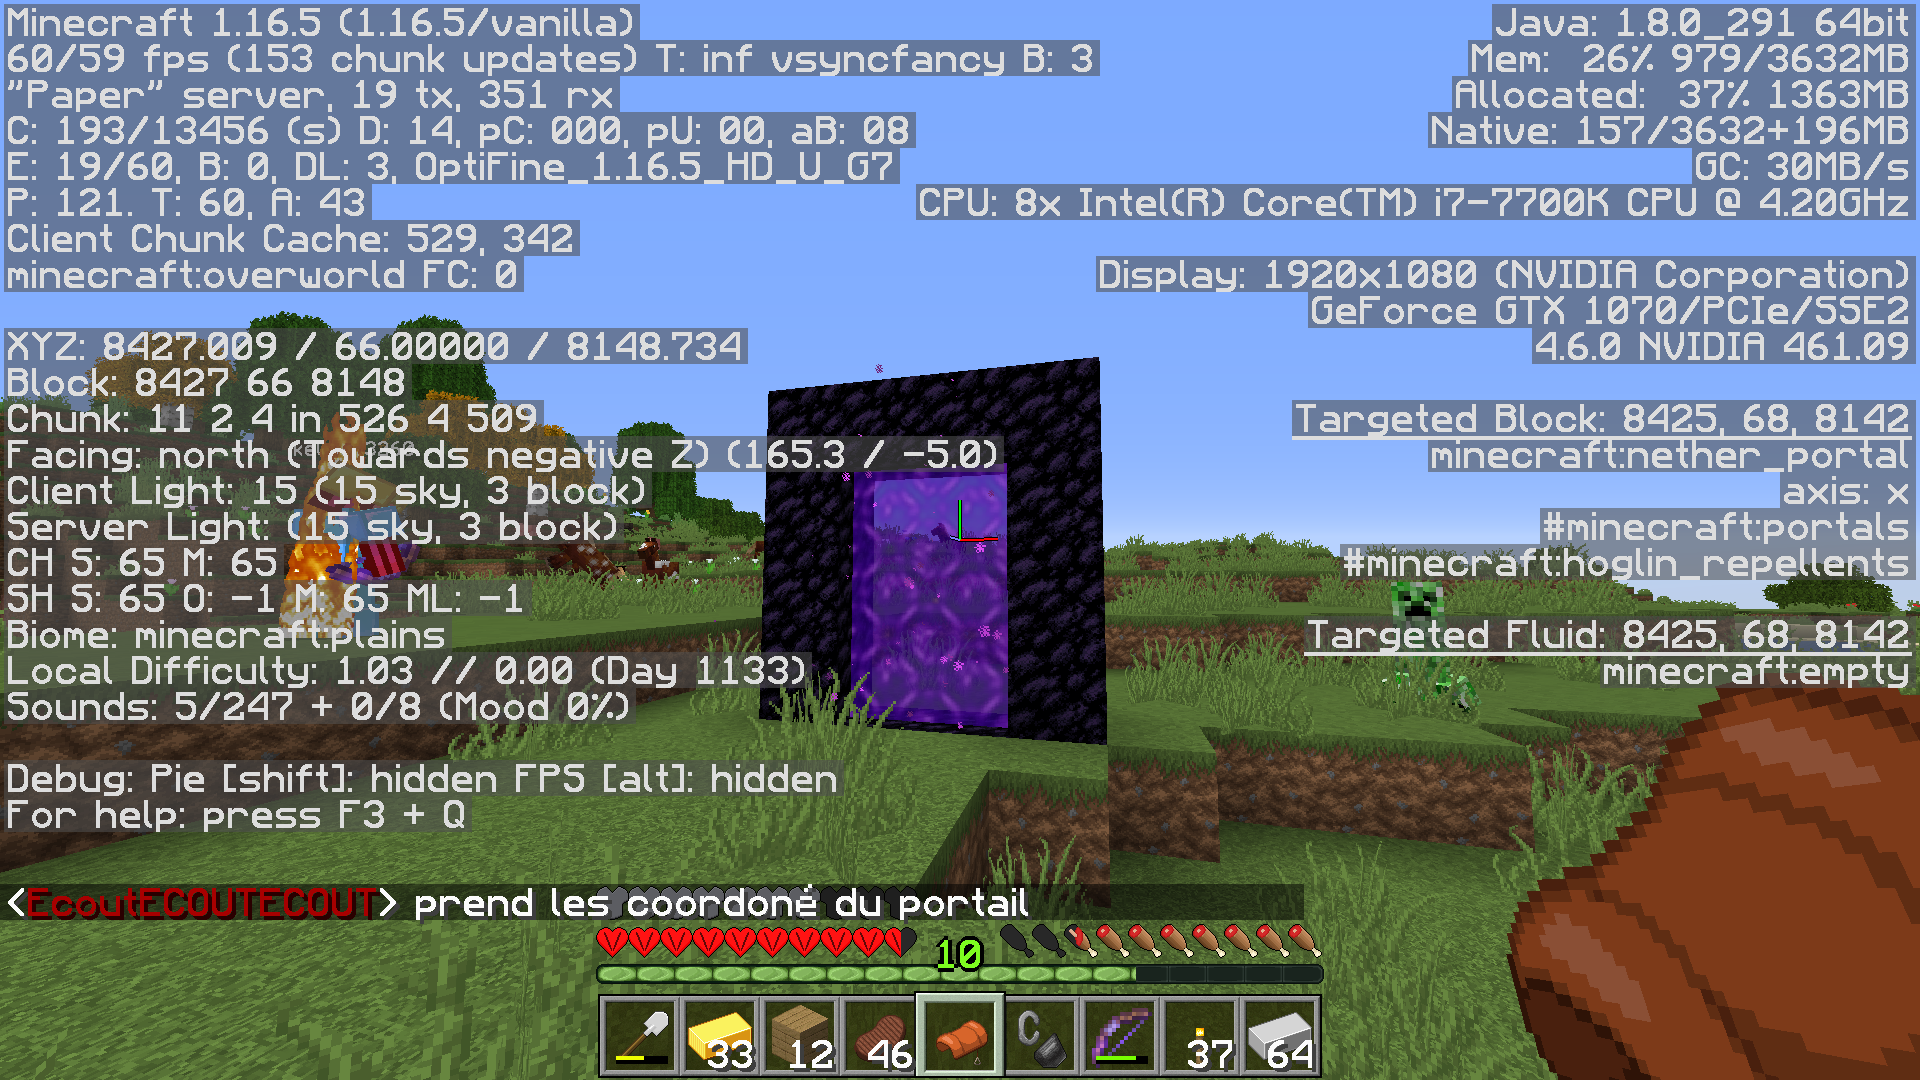 Minecraft 1.16.5 (1.16.5/vanilla)
60/59 fps (153 chunk updates) T: inf vsyncfancy B: 3
"Paper" server, 19 tx, 351 rx
C: 193/13456 (s) D: 14, pC: 000, pU: 00, aB: 08
E: 19/60, B: 0, DL: 3, OptiFine_1.16.5_HD_U_G7
P: 121. T: 60, A: 43
Client Chunk Cache: 529, 342
minecraft:overworld FC: 0
XYZ: 8427.009 / 66.00000 / 8148.734
Block: 8427 66 8148
Chunk: 11 2 4 in 526 4 509
Facing: north (Towards negative Z) (165.3 / -5.0)
Client Light: 15 (15 sky, 3 block)
Server Light: (15 sky, 3 block)
CH S: 65 M: 65
SH S: 65 O: -1 M: 65 ML: -1
Biome: minecraft:plains
Local Difficulty: 1.03 // 0.00 (Day 1133)
Sounds: 5/247 + 0/8 (Mood 0%)
Debug: Pie [shift]: hidden FPS [alt]: hidden
For help: press F3 + Q
Java: 1.8.0_291 64bit
Mem: 26% 979/3632MB
Allocated: 37% 1363MB
Native: 157/3632+196MB
GC: 30MB/s
CPU: 8x Intel(R) Core(TM) i7-7700K CPU @ 4.20GHz
Display: 1920x1080 (NVIDIA Corporation)
GeForce GTX 1070/PCIe/SSE2
4.6.0 NVIDIA 461.09
Targeted Block: 8425, 68, 8142
minecraft:nether_portal
axis: x
#minecraft:portals
#minecraft:hoglin_repellents
Targeted Fluid: 8425, 68, 8142
minecraft:empty
<EcoutECOUTECOUT> prend les coordoné du portail
10
33
12
46
37
64